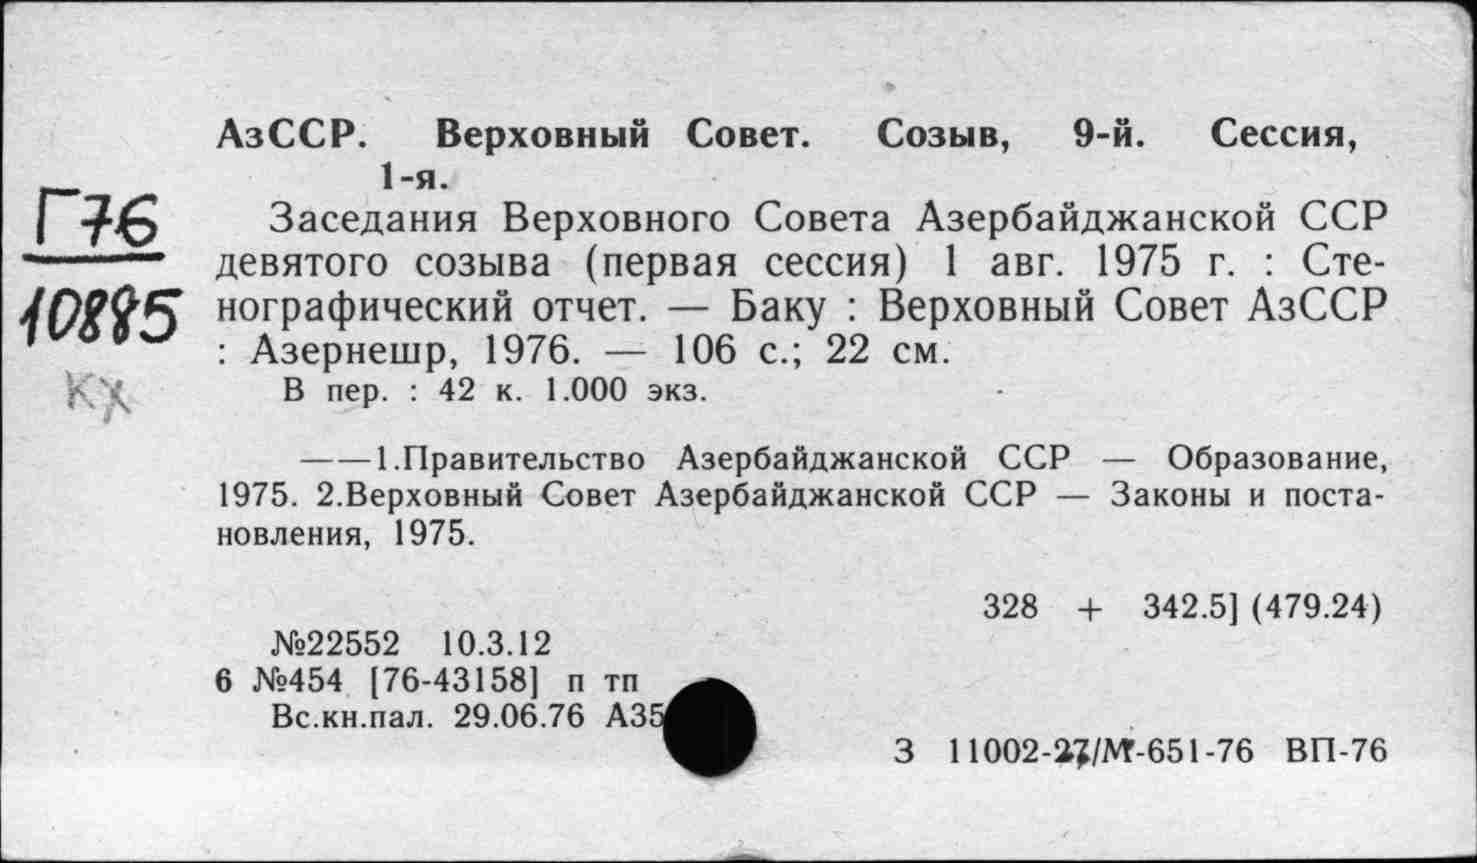 АзССР. Верховный Совет. Созыв, 9-й. Сессия,
1-я.
Г76
10885
кх
Заседания Верховного Совета Азербайджанской ССР
девятого созыва (первая сессия) 1 авг. 1975 г. : Сте-
нографический отчет. — Баку : Верховный Совет АзССР
: Азернешр, 1976. — 106 с.; 22 см.
В пер. : 42 к. 1.000 экз.
——1.Правительство Азербайджанской ССР — Образование,
1975. 2.Верховный Совет Азербайджанской ССР — Законы и поста-
новления, 1975.
328 + 342.5] (479.24)
№22552 10.3.12
6 №454 [76-43158] п тп
Вс.кн.пал. 29.06.76 А35
З 11002-27/М-651-76 ВП-76